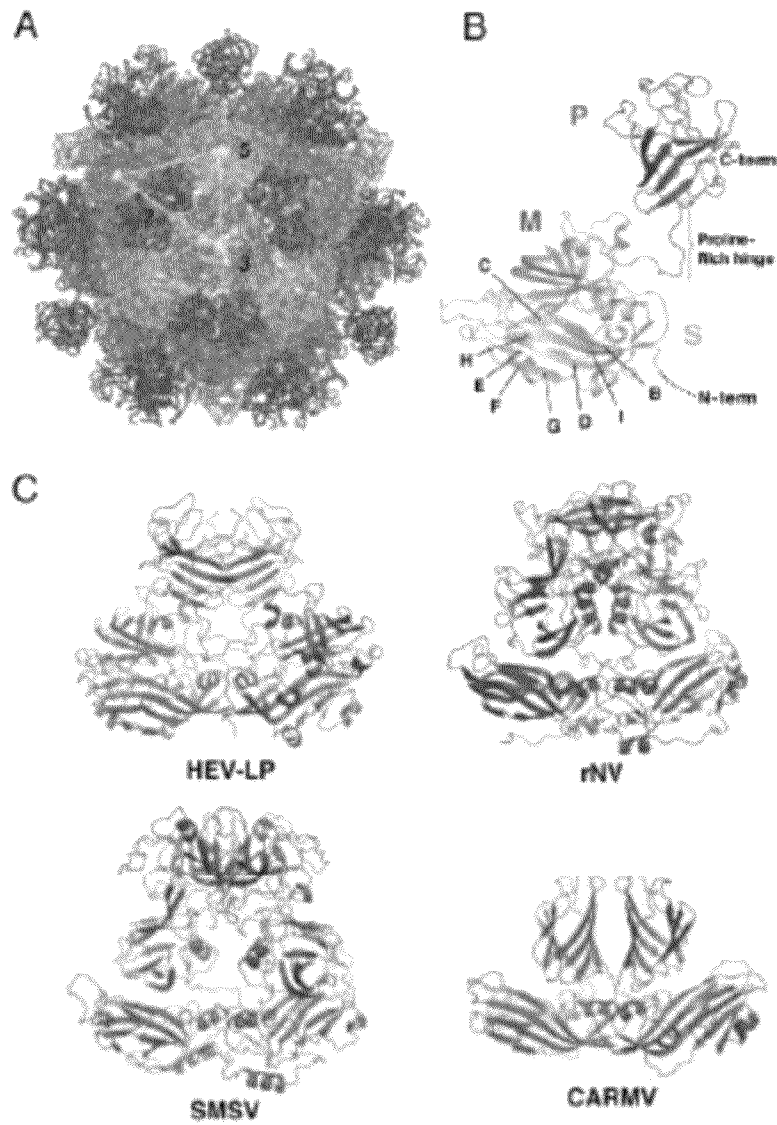 A
B
5
3
P
C-term
M
Proline-
Rich hinge
C
S
H
E
F
G
D
I
B
N-term
C
HEV-LP
rNV
SMSV
CARMV